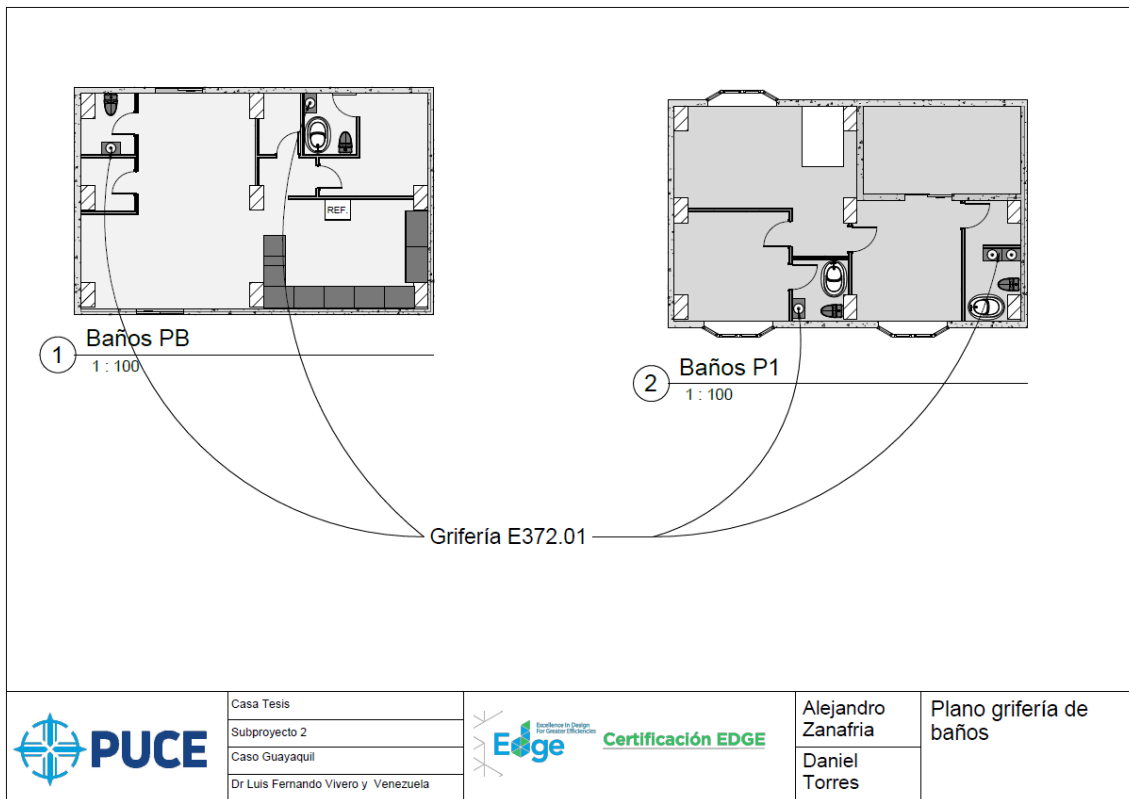 REF.
1
Baños PB
1 : 100
2
Baños P1
1 : 100
Grifería E372.01
PUCE
Casa Tesis
Subproyecto 2
Caso Guayaquil
Dr Luis Fernando Vivero y Venezuela
Excellence In Design
For Greater Efficiencies
Edge
Certificación EDGE
Alejandro
Zanafria
Daniel
Torres
Plano grifería de
baños